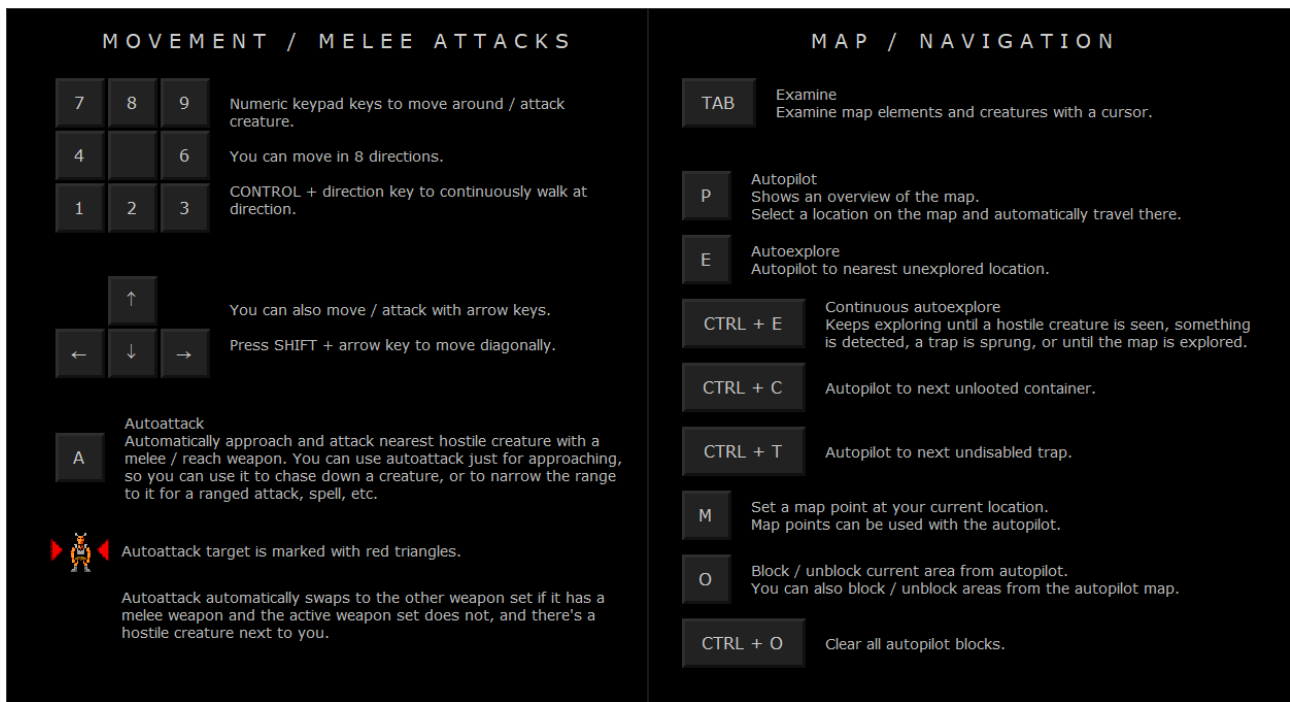 MOVEMENT / MELEE ATTACKS
7 8 9
Numeric keypad keys to move around / attack
creature.
4 6
You can move in 8 directions.
1 2 3
CONTROL + direction key to continuously walk at
direction.
↑
You can also move / attack with arrow keys.
← ↓ →
Press SHIFT + arrow key to move diagonally.
A
Autoattack
Automatically approach and attack nearest hostile creature with a
melee / reach weapon. You can use autoattack just for approaching,
so you can use it to chase down a creature, or to narrow the range
to it for a ranged attack, spell, etc.
Autoattack target is marked with red triangles.
Autoattack automatically swaps to the other weapon set if it has a
melee weapon and the active weapon set does not, and there's a
hostile creature next to you.
MAP / NAVIGATION
TAB
Examine
Examine map elements and creatures with a cursor.
P
Autopilot
Shows an overview of the map.
Select a location on the map and automatically travel there.
E
Autoexplore
Autopilot to nearest unexplored location.
CTRL + E
Continuous autoexplore
Keeps exploring until a hostile creature is seen, something
is detected, a trap is sprung, or until the map is explored.
CTRL + C
Autopilot to next unlooted container.
CTRL + T
Autopilot to next undisabled trap.
M
Set a map point at your current location.
Map points can be used with the autopilot.
O
Block / unblock current area from autopilot.
You can also block / unblock areas from the autopilot map.
CTRL + O
Clear all autopilot blocks.